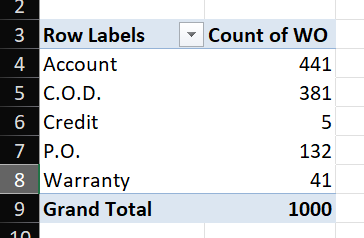 2
3 Row Labels Count of WO
4 Account 441
5 C.O.D. 381
6 Credit 5
7 P.O. 132
8 Warranty 41
9 Grand Total 1000
10